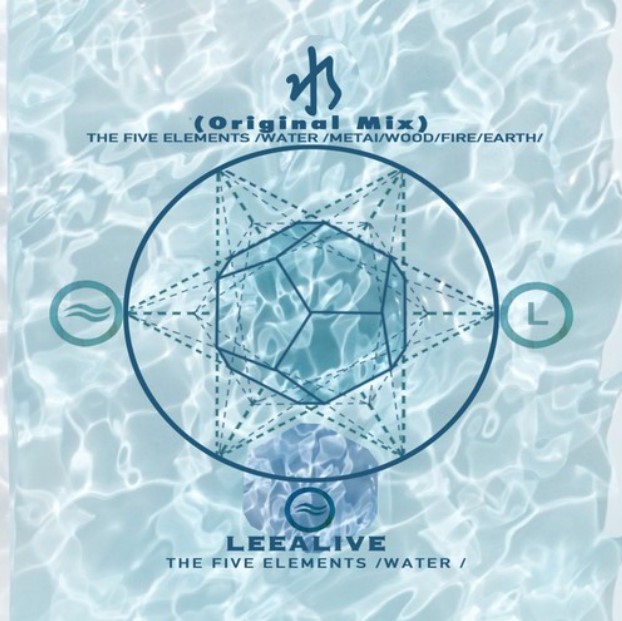 水
(Original Mix)
THE FIVE ELEMENTS /WATER /METAI/WOOD/FIRE/EARTH/
L
LEEALIVE
THE FIVE ELEMENTS /WATER /